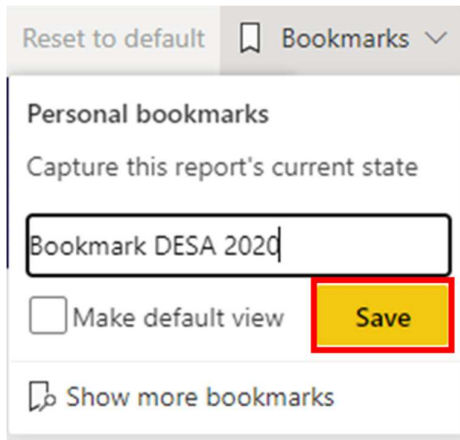 Reset to default Bookmarks
Personal bookmarks
Capture this report's current state
Bookmark DESA 2020
Make default view Save
Show more bookmarks